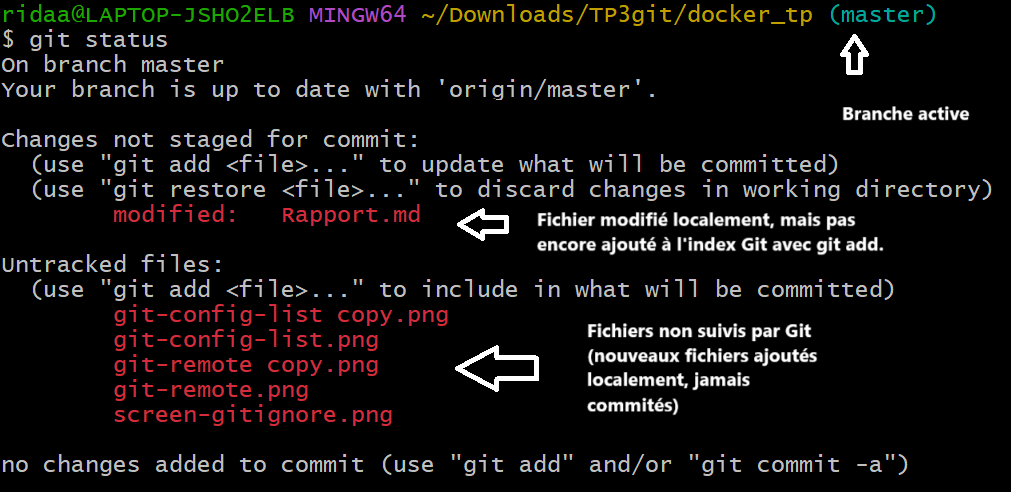 ridaa@LAPTOP-JSHO2ELB MINGW64 ~/Downloads/TP3git/docker_tp (master)
$ git status
On branch master
Your branch is up to date with 'origin/master'.
Branche active
Changes not staged for commit:
(use "git add <file>..." to update what will be committed)
(use "git restore <file>..." to discard changes in working directory)
modified: Rapport.md
Fichier modifié localement, mais pas
encore ajouté à l'index Git avec git add.
Untracked files:
(use "git add <file>..." to include in what will be committed)
git-config-list copy.png
git-config-list.png
git-remote copy.png
git-remote.png
screen-gitignore.png
Fichiers non suivis par Git
(nouveaux fichiers ajoutés
localement, jamais
commités)
no changes added to commit (use "git add" and/or "git commit -a")